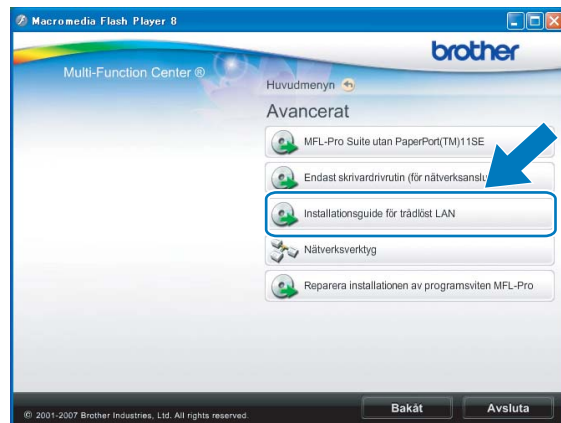 Macromedia Flash Player 8
brother
Multi-Function Center ®
Huvudmenyn
Avancerat
MFL-Pro Suite utan PaperPort(TM)11SE
Endast skrivardrivrutin (för nätverksanslu
Installationsguide för trådlöst LAN
Nätverksverktyg
Reparera installationen av programsviten MFL-Pro
© 2001-2007 Brother Industries, Ltd. All rights reserved.
Bakåt
Avsluta